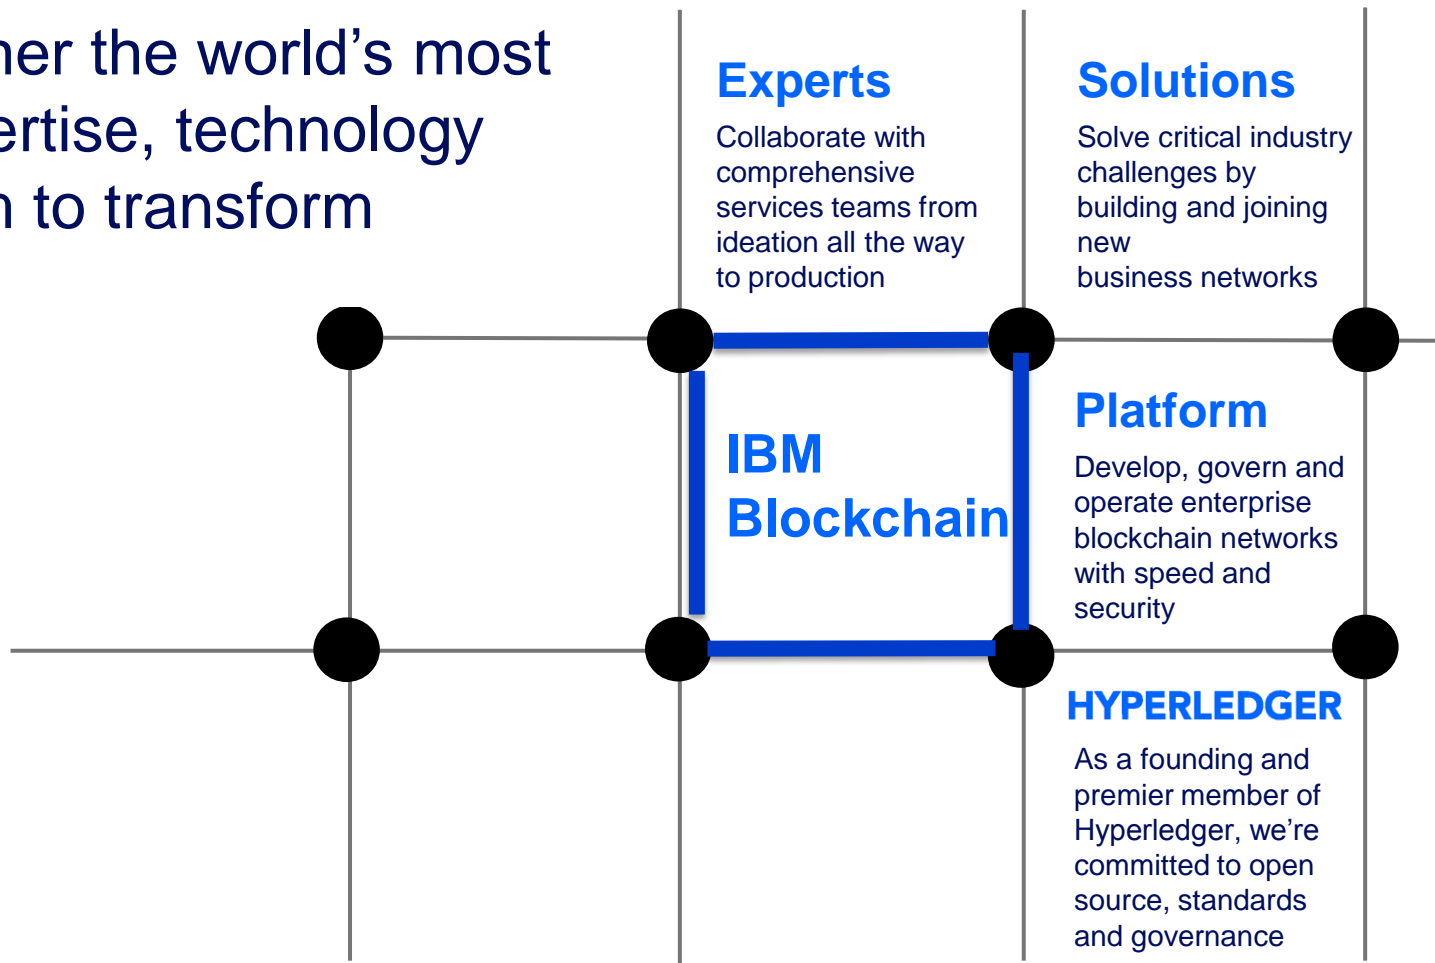 the world's most
technology
to transform
Experts
Collaborate with
comprehensive
services teams from
ideation all the way
to production
Solutions
Solve critical industry
challenges by
building and joining
new
business networks
IBM
Blockchain
Platform
Develop, govern and
operate enterprise
blockchain networks
with speed and
security
HYPERLEDGER
As a founding and
premier member of
Hyperledger, we're
committed to open
source, standards
and governance